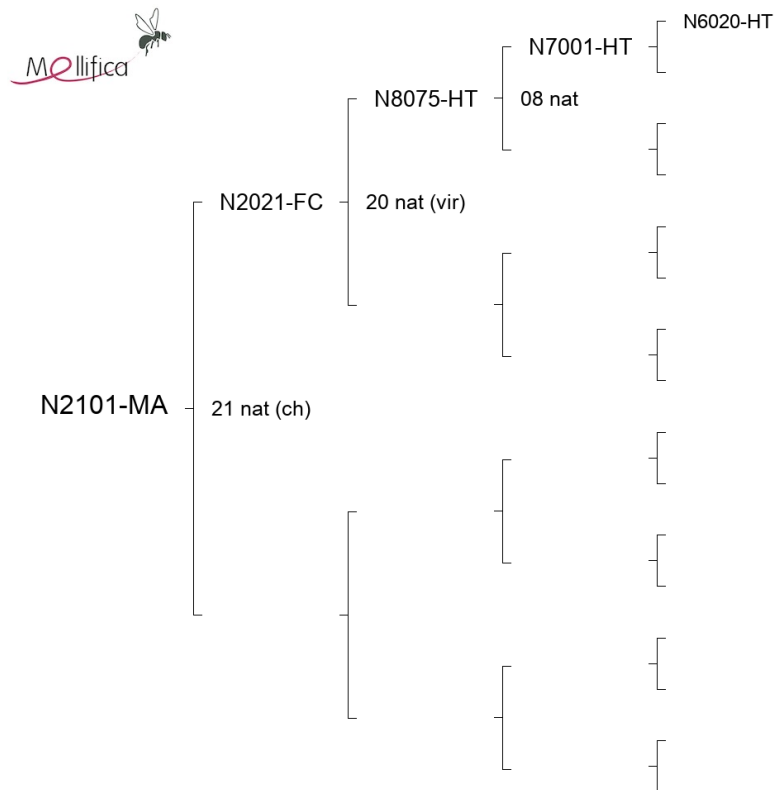 Mellifica
N6020-HT
N7001-HT
N8075-HT
08 nat
N2021-FC
20 nat (vir)
N2101-MA
21 nat (ch)